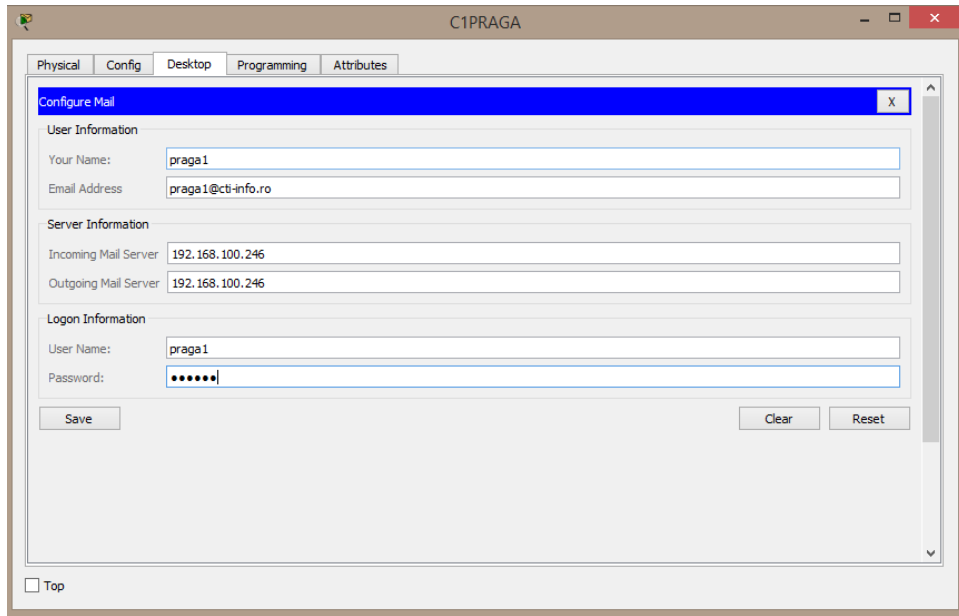 C1PRAGA
Physical Config Desktop Programming Attributes
Configure Mail X
User Information
Your Name: praga1
Email Address praga1@cti-info.ro
Server Information
Incoming Mail Server 192.168.100.246
Outgoing Mail Server 192.168.100.246
Logon Information
User Name: praga1
Password: ●●●●●●
Save Clear Reset
Top